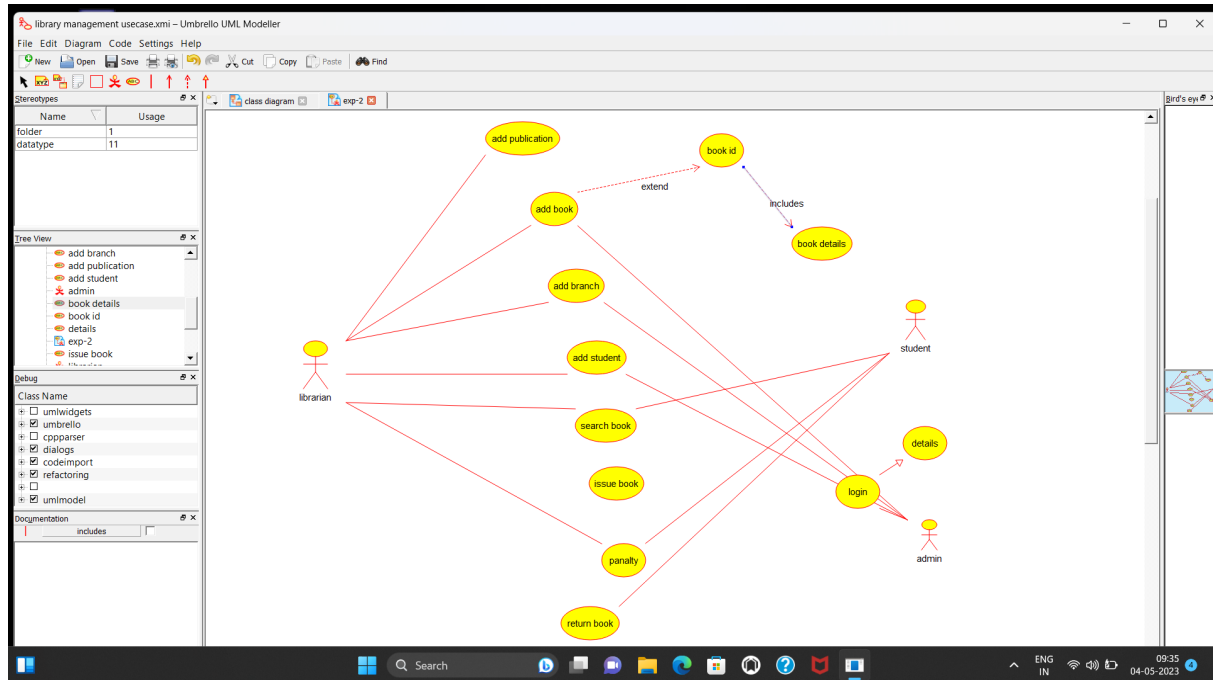 library management usecase.xmi – Umbrello UML Modeller
File Edit Diagram Code Settings Help
New Open Save Cut Copy Paste Find
Stereotypes
class diagram exp-2
Name Usage
folder 1
datatype 11
Tree View
add branch
add publication
add student
admin
book details
book id
details
exp-2
issue book
Debug
Class Name
umlwidgets
umbrello
cppparser
dialogs
codeimport
refactoring
umlmodel
Documentation
includes
add publication
book id
extend
add book
includes
book details
add branch
student
add student
librarian
search book
details
issue book
login
admin
panalty
return book
Bird's eye
Search
ENG
IN
09:35
04-05-2023
4